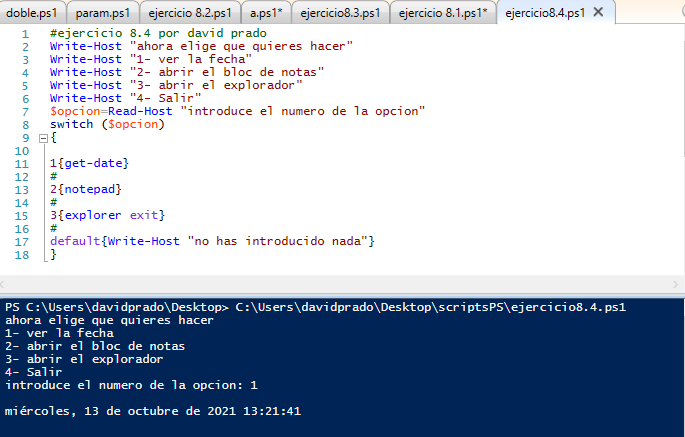 doble.ps1 param.ps1 ejercicio 8.2.ps1 a.ps1* ejercicio8.3.ps1 ejercicio 8.1.ps1* ejercicio8.4.ps1
1 #ejercicio 8.4 por david prado
2 Write-Host "ahora elige que quieres hacer"
3 Write-Host "1- ver la fecha"
4 Write-Host "2- abrir el bloc de notas"
5 Write-Host "3- abrir el explorador"
6 Write-Host "4- Salir"
7 $opcion=Read-Host "introduce el numero de la opcion"
8 switch ($opcion)
9 {
10
11 1{get-date}
12 #
13 2{notepad}
14 #
15 3{explorer exit}
16 #
17 default{Write-Host "no has introducido nada"}
18 }
PS C:\Users\davidprado\Desktop> C:\Users\davidprado\Desktop\scriptsPS\ejercicio8.4.ps1
ahora elige que quieres hacer
1- ver la fecha
2- abrir el bloc de notas
3- abrir el explorador
4- Salir
introduce el numero de la opcion: 1
miércoles, 13 de octubre de 2021 13:21:41